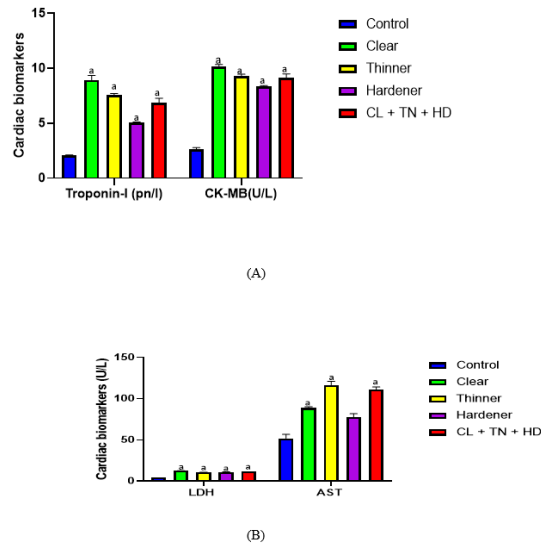 15
10
5
0
Cardiac biomarkers
a a a a a a a a
Troponin-I (pn/l) CK-MB(U/L)
Control
Clear
Thinner
Hardener
CL + TN + HD
(A)
150
100
50
0
Cardiac biomarkers (U/L)
a a a a a a a
LDH AST
Control
Clear
Thinner
Hardener
CL + TN + HD
(B)